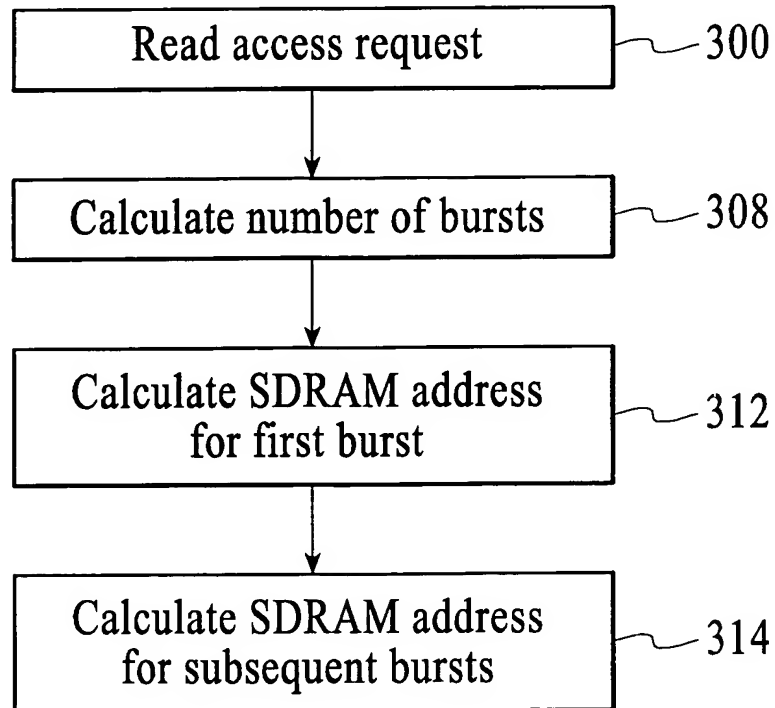 Read access request
300
Calculate number of bursts
308
Calculate SDRAM address
for first burst
312
Calculate SDRAM address
for subsequent bursts
314